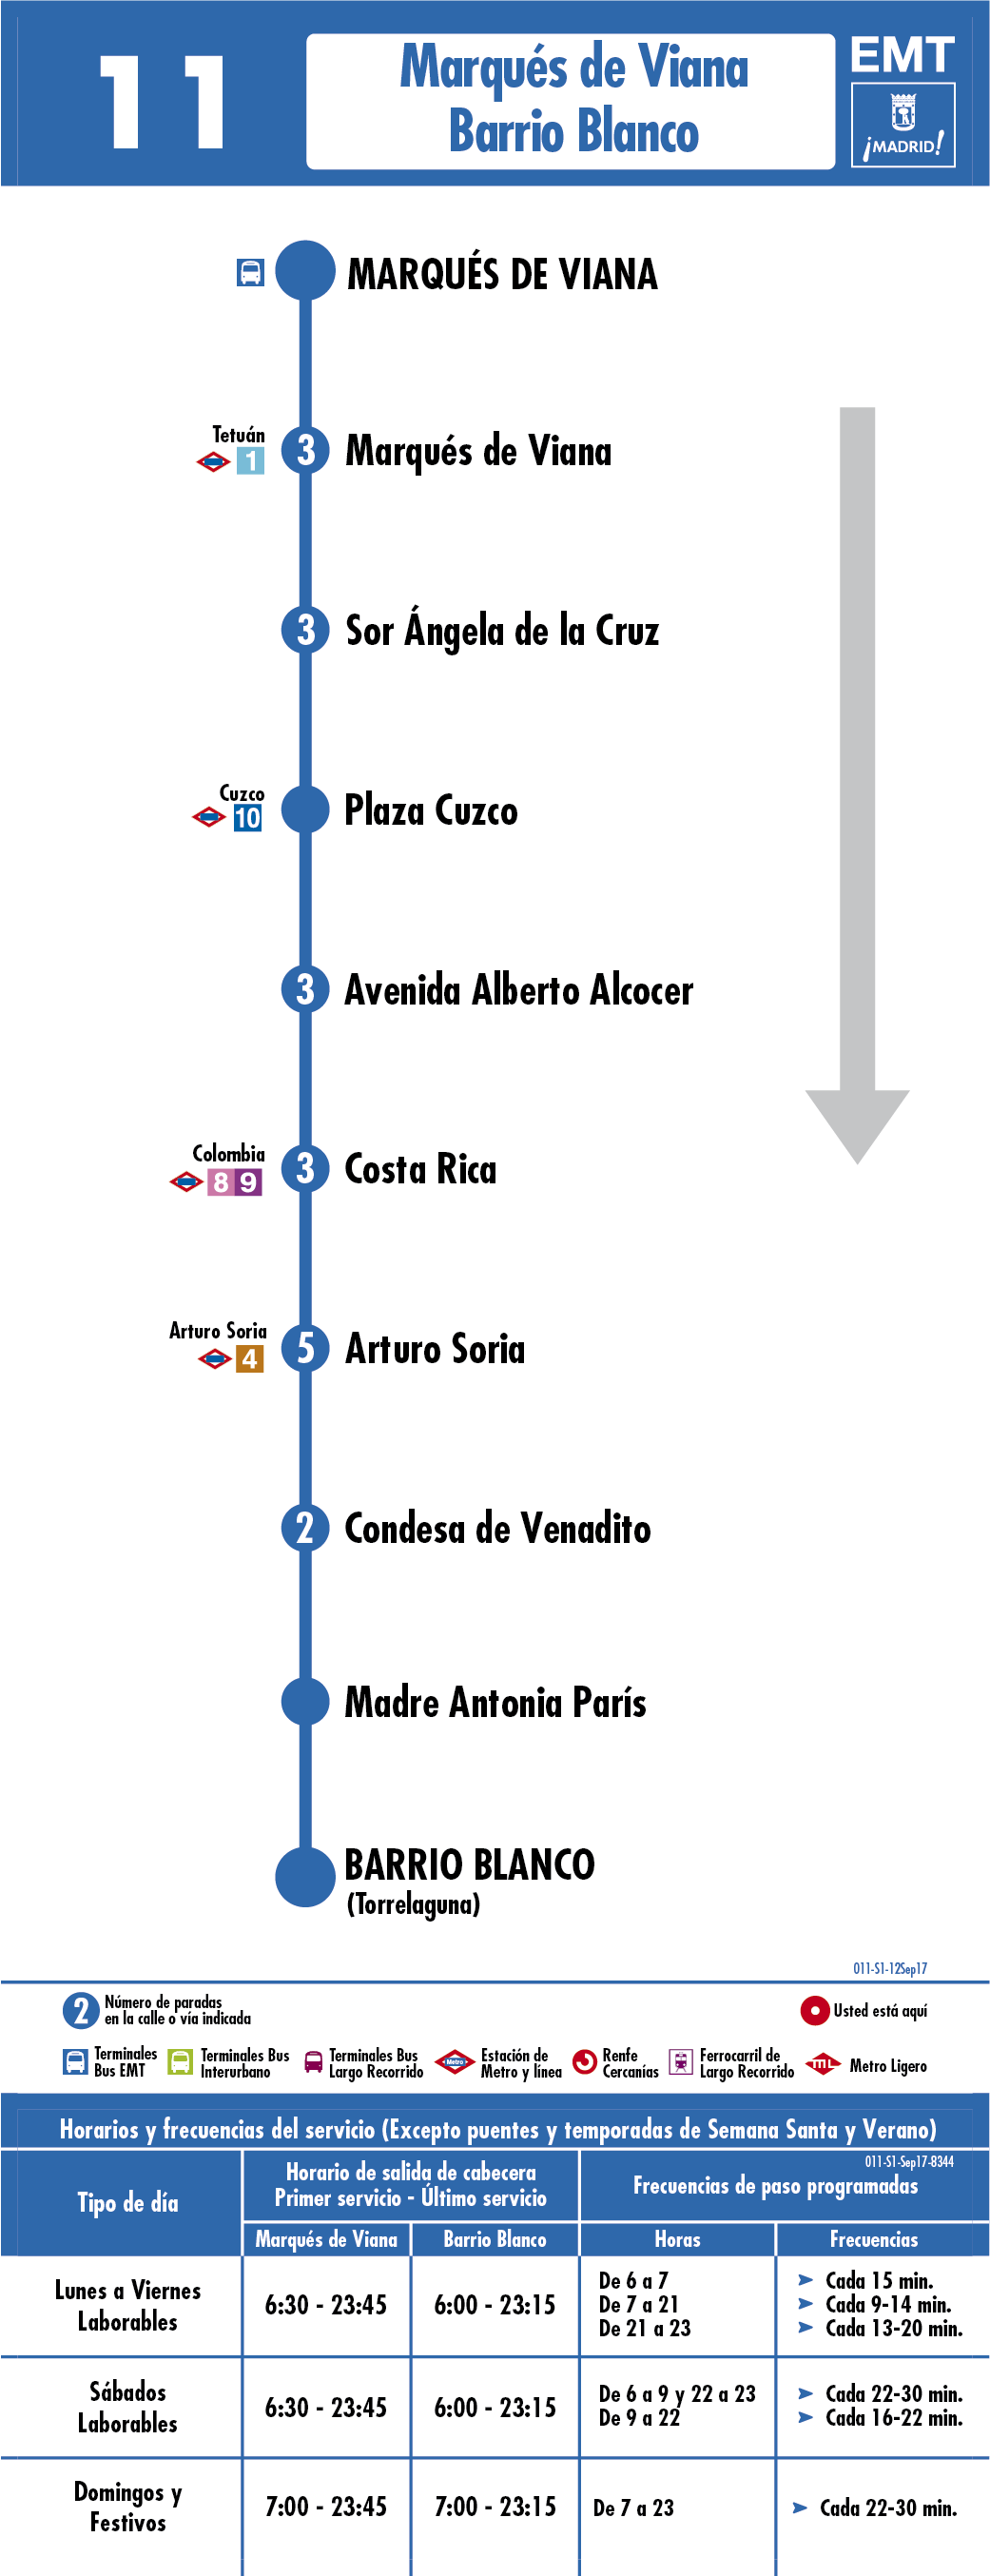 11
Marqués de Viana
Barrio Blanco
EMT
¡MADRID!
MARQUÉS DE VIANA
Tetuán
1
3
Marqués de Viana
3
Sor Ángela de la Cruz
Cuzco
10
Plaza Cuzco
3
Avenida Alberto Alcocer
Colombia
8 9
3
Costa Rica
Arturo Soria
4
5
Arturo Soria
2
Condesa de Venadito
Madre Antonia París
BARRIO BLANCO
(Torrelaguna)
011-S1-12Sep17
2
Número de paradas
en la calle o vía indicada
Usted está aquí
Terminales
Bus EMT
Terminales Bus
Interurbano
Terminales Bus
Largo Recorrido
Metro
Estación de
Metro y línea
Renfe
Cercanías
Ferrocarril de
Largo Recorrido
ML
Metro Ligero
Horarios y frecuencias del servicio (Excepto puentes y temporadas de Semana Santa y Verano)
011-S1-Sep17-8344
Tipo de día
Horario de salida de cabecera
Primer servicio - Último servicio
Frecuencias de paso programadas
Marqués de Viana
Barrio Blanco
Horas
Frecuencias
Lunes a Viernes
Laborables
6:30 - 23:45
6:00 - 23:15
De 6 a 7
Cada 15 min.
De 7 a 21
Cada 9-14 min.
De 21 a 23
Cada 13-20 min.
Sábados
Laborables
6:30 - 23:45
6:00 - 23:15
De 6 a 9 y 22 a 23
Cada 22-30 min.
De 9 a 22
Cada 16-22 min.
Domingos y
Festivos
7:00 - 23:45
7:00 - 23:15
De 7 a 23
Cada 22-30 min.